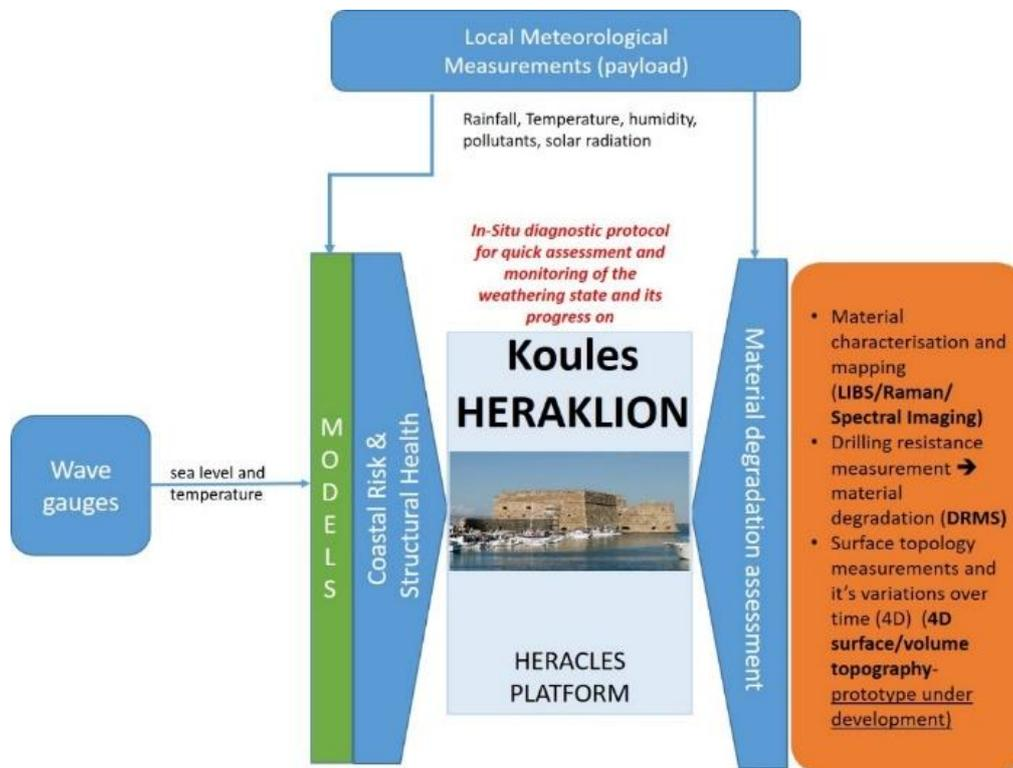 Local Meteorological
Measurements (payload)
Rainfall, Temperature, humidity,
pollutants, solar radiation
In-Situ diagnostic protocol
for quick assessment and
monitoring of the
weathering state and its
progress on
Koules
HERAKLION
HERACLES
PLATFORM
Wave
gauges
sea level and
temperature
MODELS
Coastal Risk &
Structural Health
Material degradation assessment
• Material
characterisation and
mapping
(LIBS/Raman/
Spectral Imaging)
• Drilling resistance
measurement ➔
material
degradation (DRMS)
• Surface topology
measurements and
it's variations over
time (4D) (4D
surface/volume
topography-
prototype under
development)